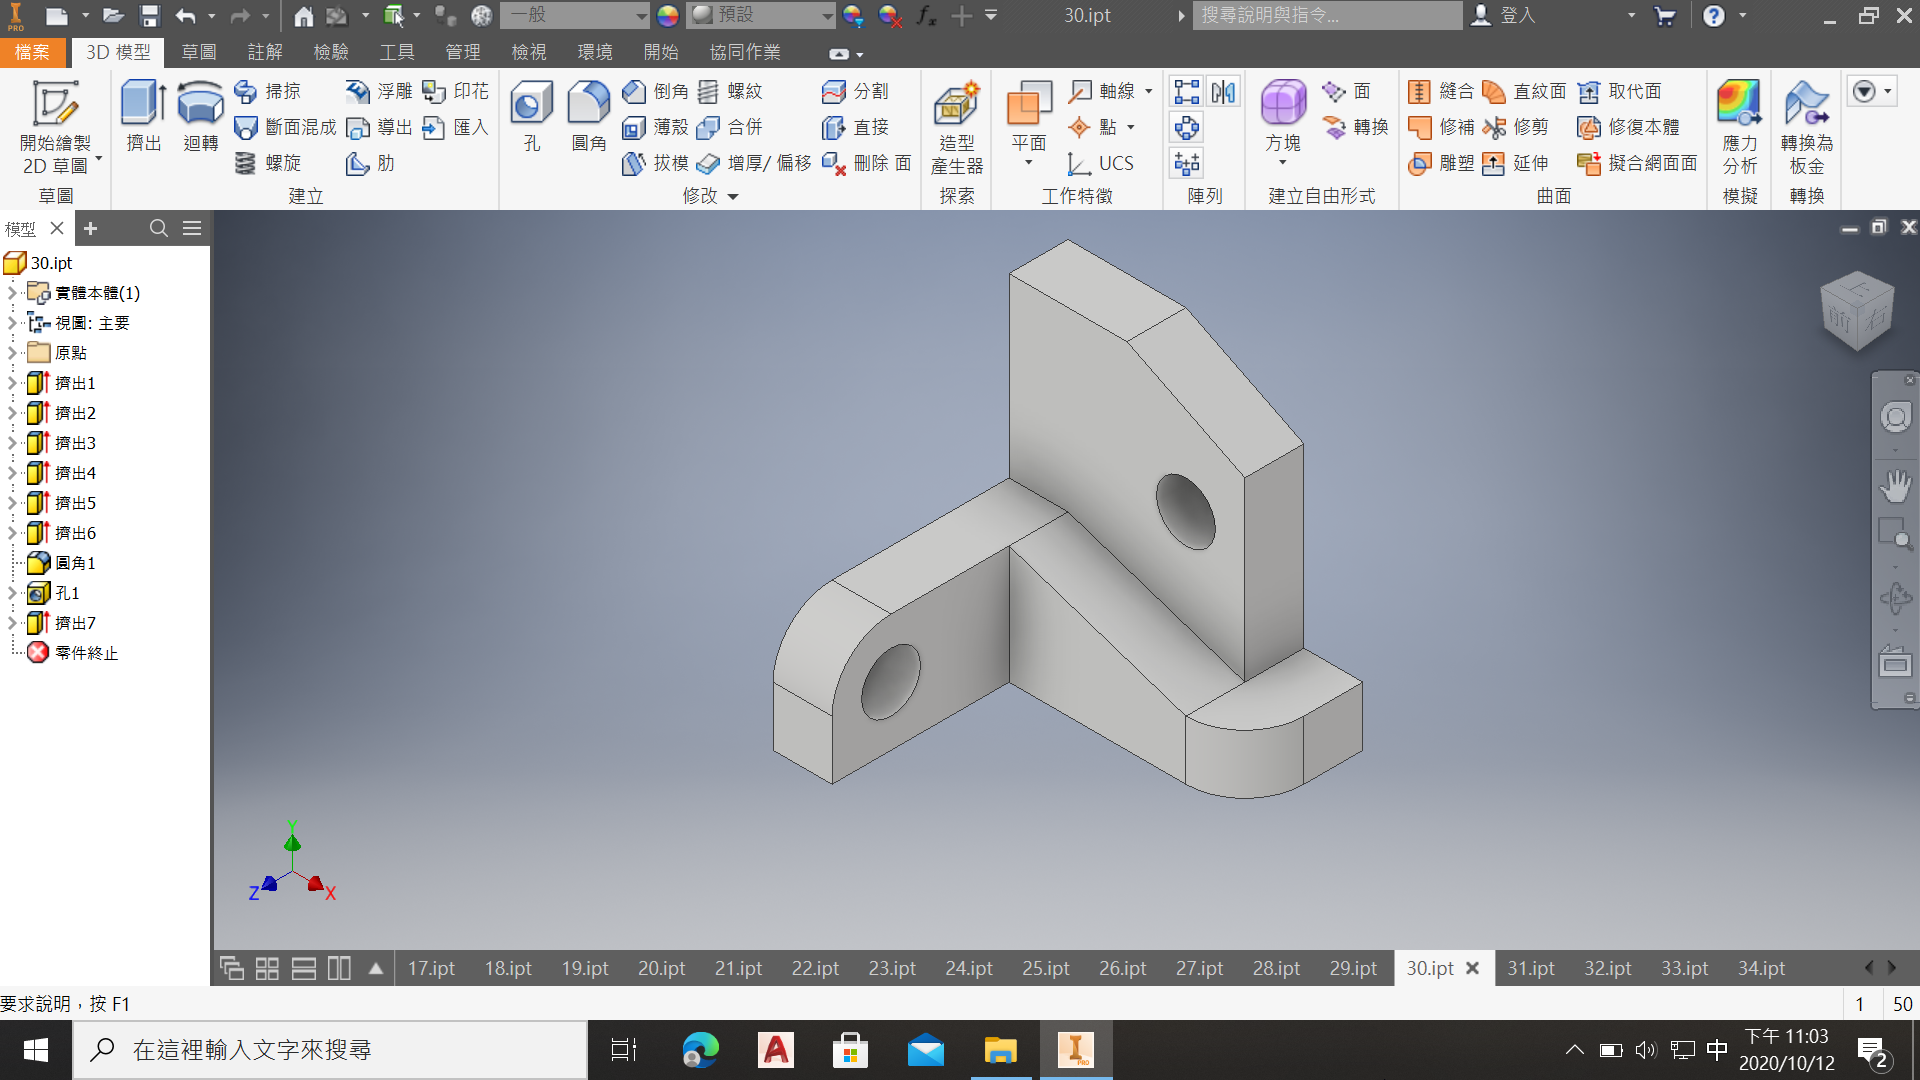 PRO
一般
預設
fx
30.ipt
搜尋說明與指令...
登入
檔案
3D 模型
草圖
註解
檢驗
工具
管理
檢視
環境
開始
協同作業
開始繪製
2D 草圖
草圖
擠出
迴轉
掃掠
浮雕
印花
斷面混成
導出
匯入
螺旋
肋
建立
孔
圓角
倒角
螺紋
分割
薄殼
合併
直接
拔模
增厚/ 偏移
刪除 面
修改
造型
產生器
探索
平面
軸線
點
UCS
工作特徵
陣列
方塊
面
轉換
建立自由形式
縫合
直紋面
取代面
修補
修剪
修復本體
雕塑
延伸
擬合網面面
曲面
應力
分析
模擬
轉換為
板金
轉換
模型
30.ipt
實體本體(1)
視圖: 主要
原點
擠出1
擠出2
擠出3
擠出4
擠出5
擠出6
圓角1
孔1
擠出7
零件終止
上
前
右
Y
Z
X
17.ipt
18.ipt
19.ipt
20.ipt
21.ipt
22.ipt
23.ipt
24.ipt
25.ipt
26.ipt
27.ipt
28.ipt
29.ipt
30.ipt
31.ipt
32.ipt
33.ipt
34.ipt
要求說明，按 F1
1
50
在這裡輸入文字來搜尋
PRO
中
下午 11:03
2020/10/12
2